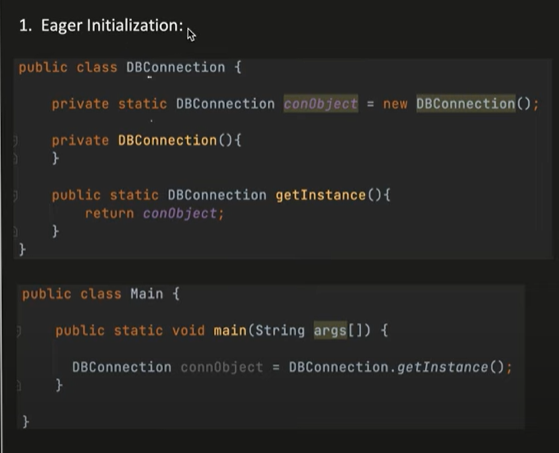 1. Eager Initialization:
public class DBConnection {
private static DBConnection conObject = new DBConnection();
private DBConnection(){
}
public static DBConnection getInstance(){
return conObject;
}
}
public class Main {
public static void main(String args[]) {
DBConnection connObject = DBConnection.getInstance();
}
}